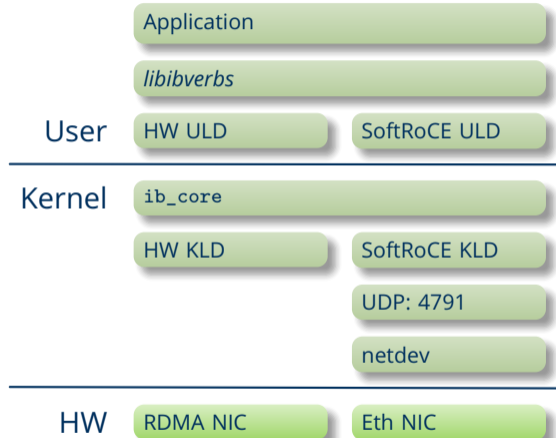 Application
libibverbs
User HW ULD SoftRoCE ULD
Kernel ib_core
HW KLD SoftRoCE KLD
UDP: 4791
netdev
HW RDMA NIC Eth NIC